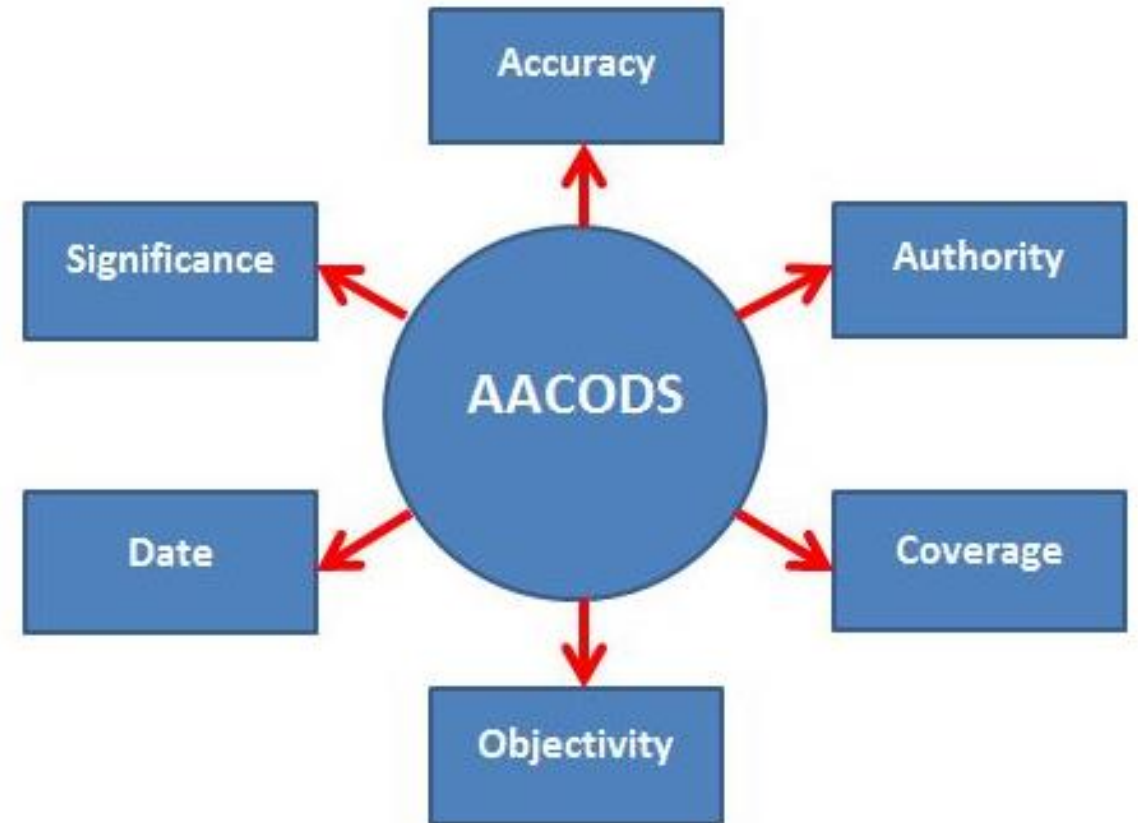 Accuracy
Significance
Authority
AACODS
Date
Coverage
Objectivity